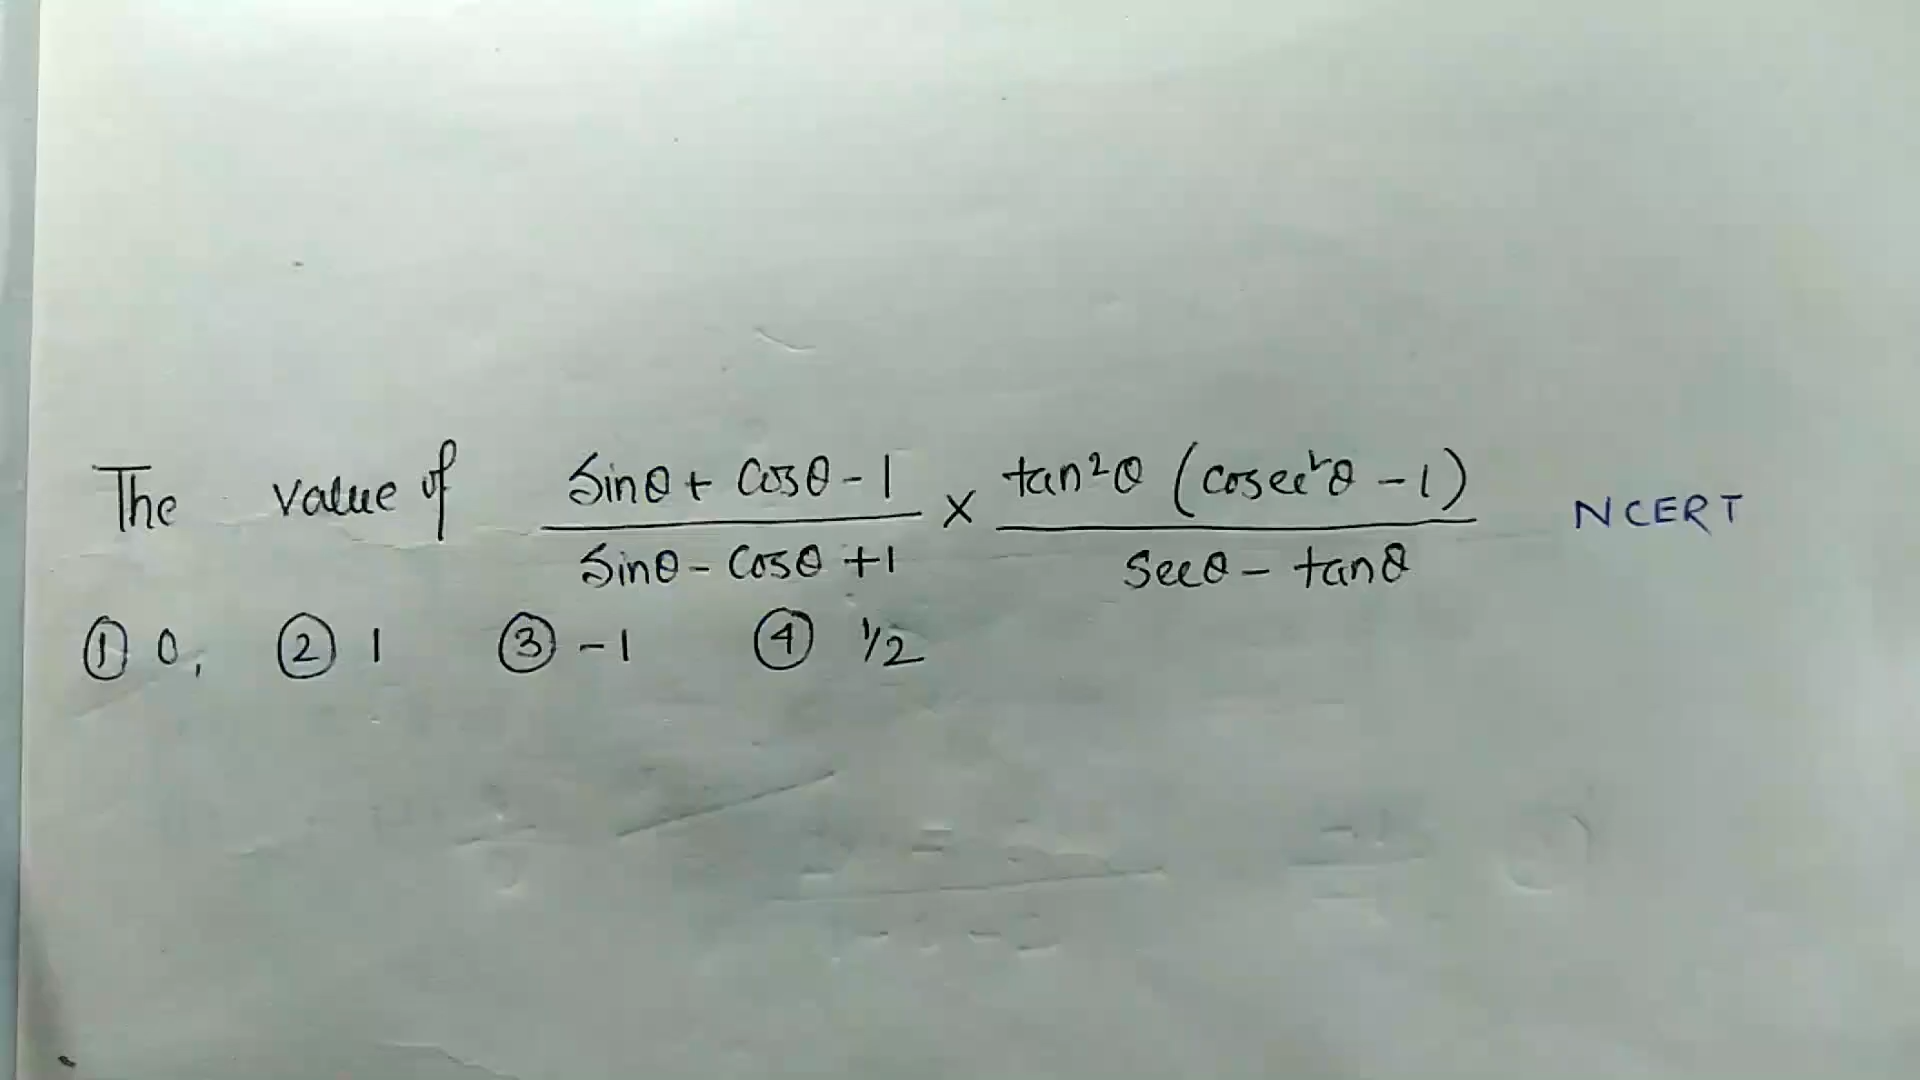 The value of (sinθ + cosθ - 1)/(sinθ - cosθ + 1) × (tan²θ (cosec²θ - 1))/(secθ - tanθ) NCERT
① 0, ② 1 ③ -1 ④ 1/2